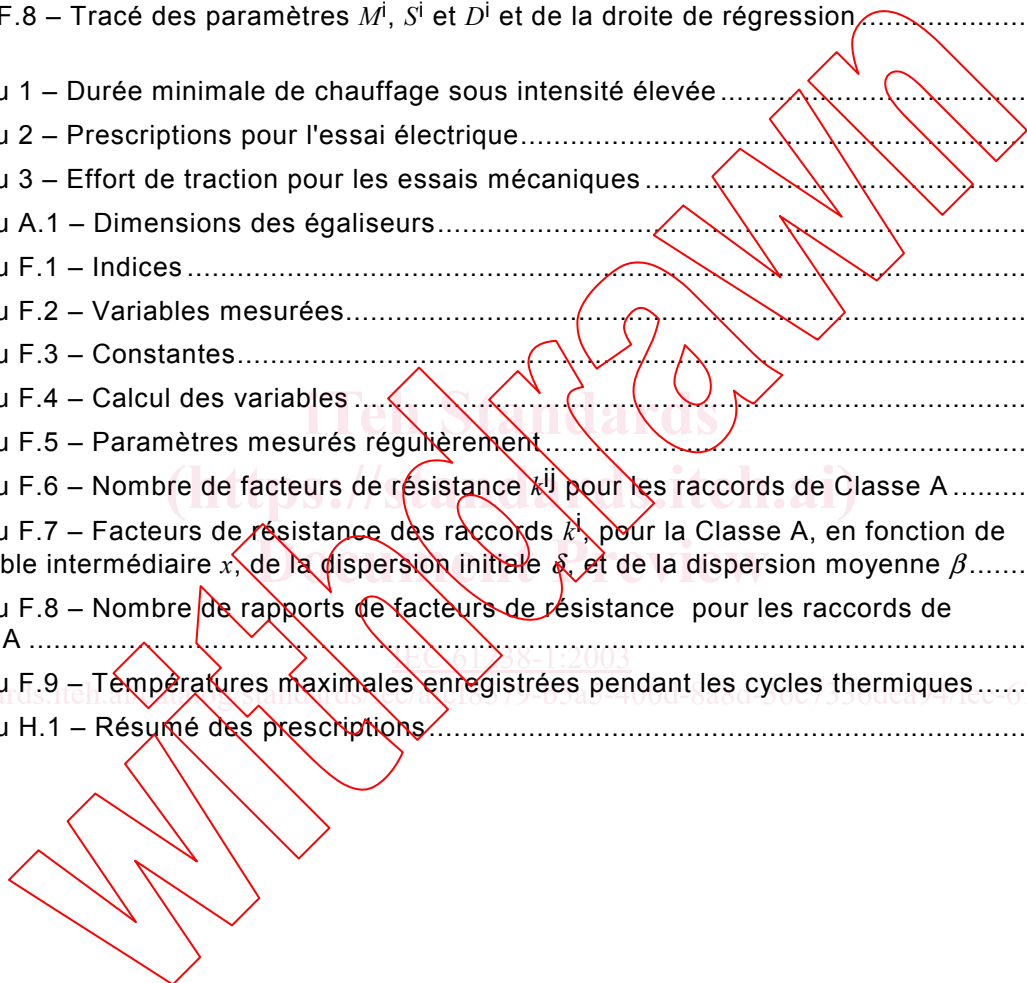 F.8 – Tracé des paramètres Mⁱ, Sⁱ et Dⁱ et de la droite de régression
u 1 – Durée minimale de chauffage sous intensité élevée
u 2 – Prescriptions pour l'essai électrique
u 3 – Effort de traction pour les essais mécaniques
u A.1 – Dimensions des égaliseurs
u F.1 – Indices
u F.2 – Variables mesurées
u F.3 – Constantes
u F.4 – Calcul des variables
iTeh Standards
u F.5 – Paramètres mesurés régulièrement
u F.6 – Nombre de facteurs de résistance kⁱʲ pour les raccords de Classe A
(https://standards.iteh.ai)
u F.7 – Facteurs de résistance des raccords kʲ, pour la Classe A, en fonction de
ble intermédiaire x, de la dispersion initiale δ, et de la dispersion moyenne β
Document Preview
u F.8 – Nombre de rapports de facteurs de résistance pour les raccords de
A
IEC 61238-1:2003
u F.9 – Températures maximales enregistrées pendant les cycles thermiques
u H.1 – Résumé des prescriptions
withdrawn